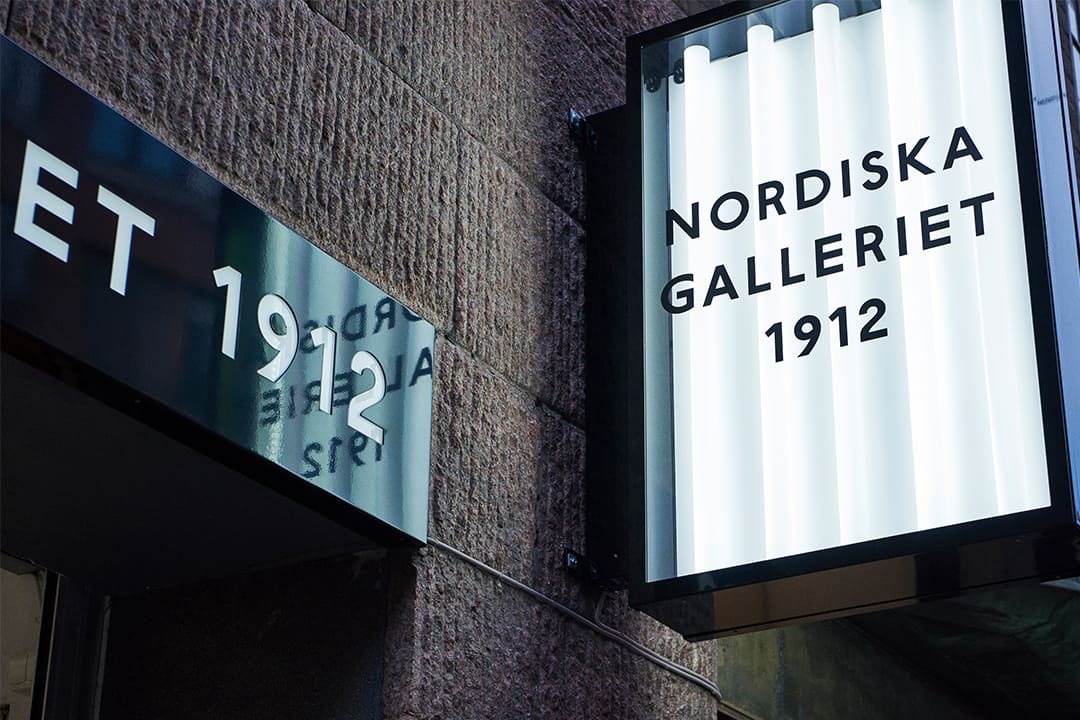 ET 1912
NORDISKA
GALLERIET
1912